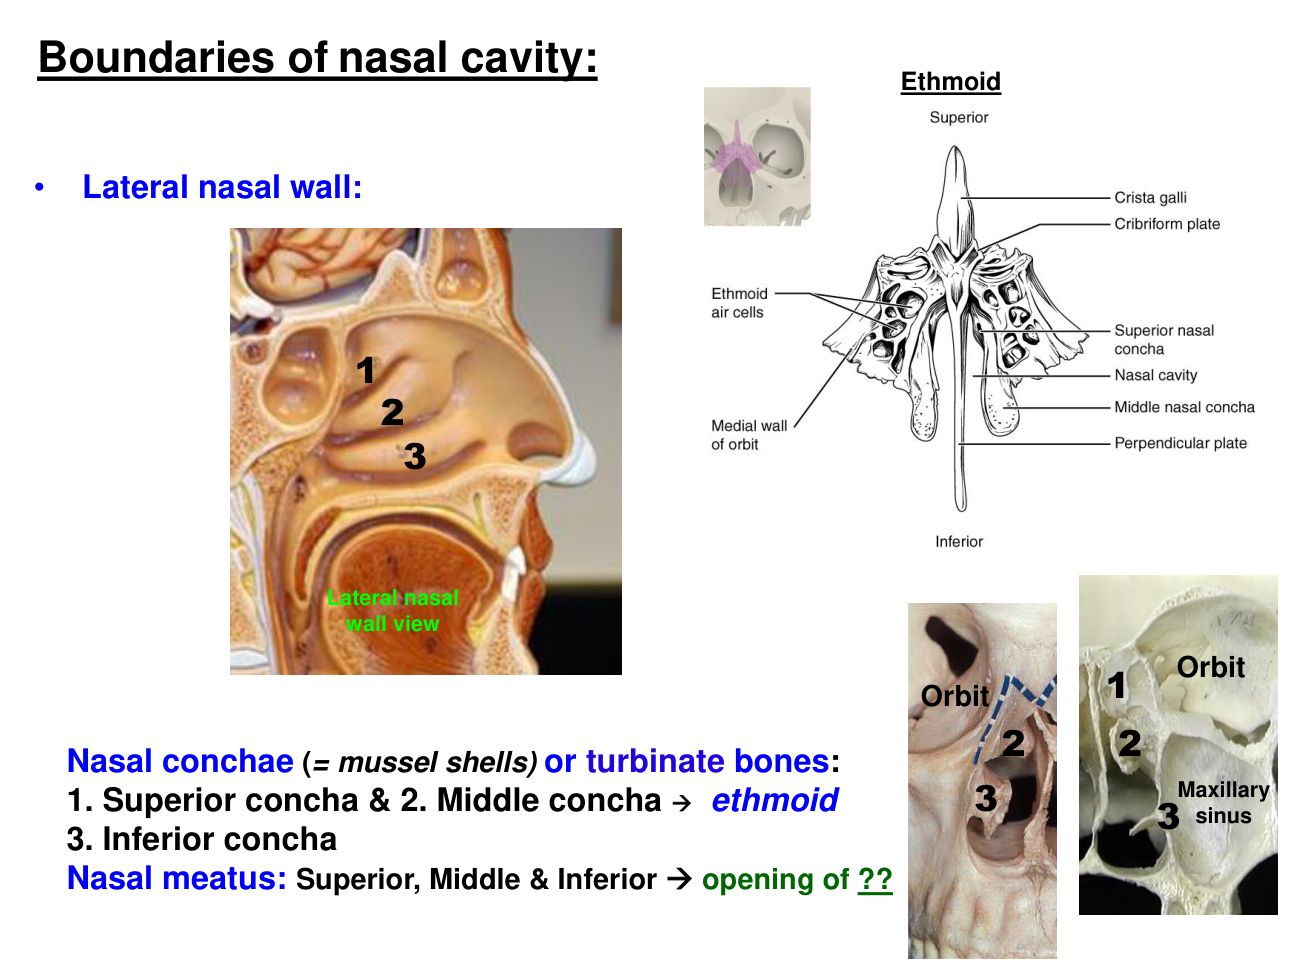 Boundaries of nasal cavity:
• Lateral nasal wall:
1
2
3
Lateral nasal
wall view
Ethmoid
Superior
Crista galli
Cribriform plate
Ethmoid
air cells
Superior nasal
concha
Nasal cavity
Middle nasal concha
Medial wall
of orbit
Perpendicular plate
Inferior
Orbit
2
3
Orbit
1
2
Maxillary
sinus
3
Nasal conchae (= mussel shells) or turbinate bones:
1. Superior concha & 2. Middle concha → ethmoid
3. Inferior concha
Nasal meatus: Superior, Middle & Inferior → opening of ??